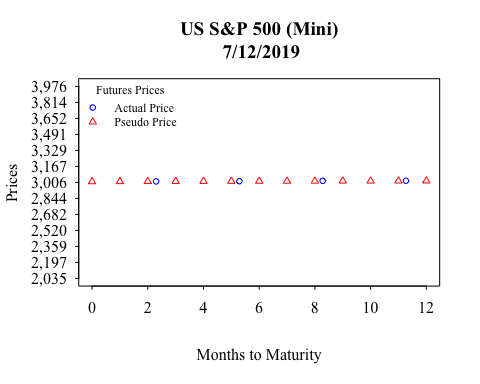 US S&P 500 (Mini)
7/12/2019
Futures Prices
Actual Price
Pseudo Price
Prices
3,976
3,814
3,652
3,491
3,329
3,167
3,006
2,844
2,682
2,520
2,359
2,197
2,035
0 2 4 6 8 10 12
Months to Maturity